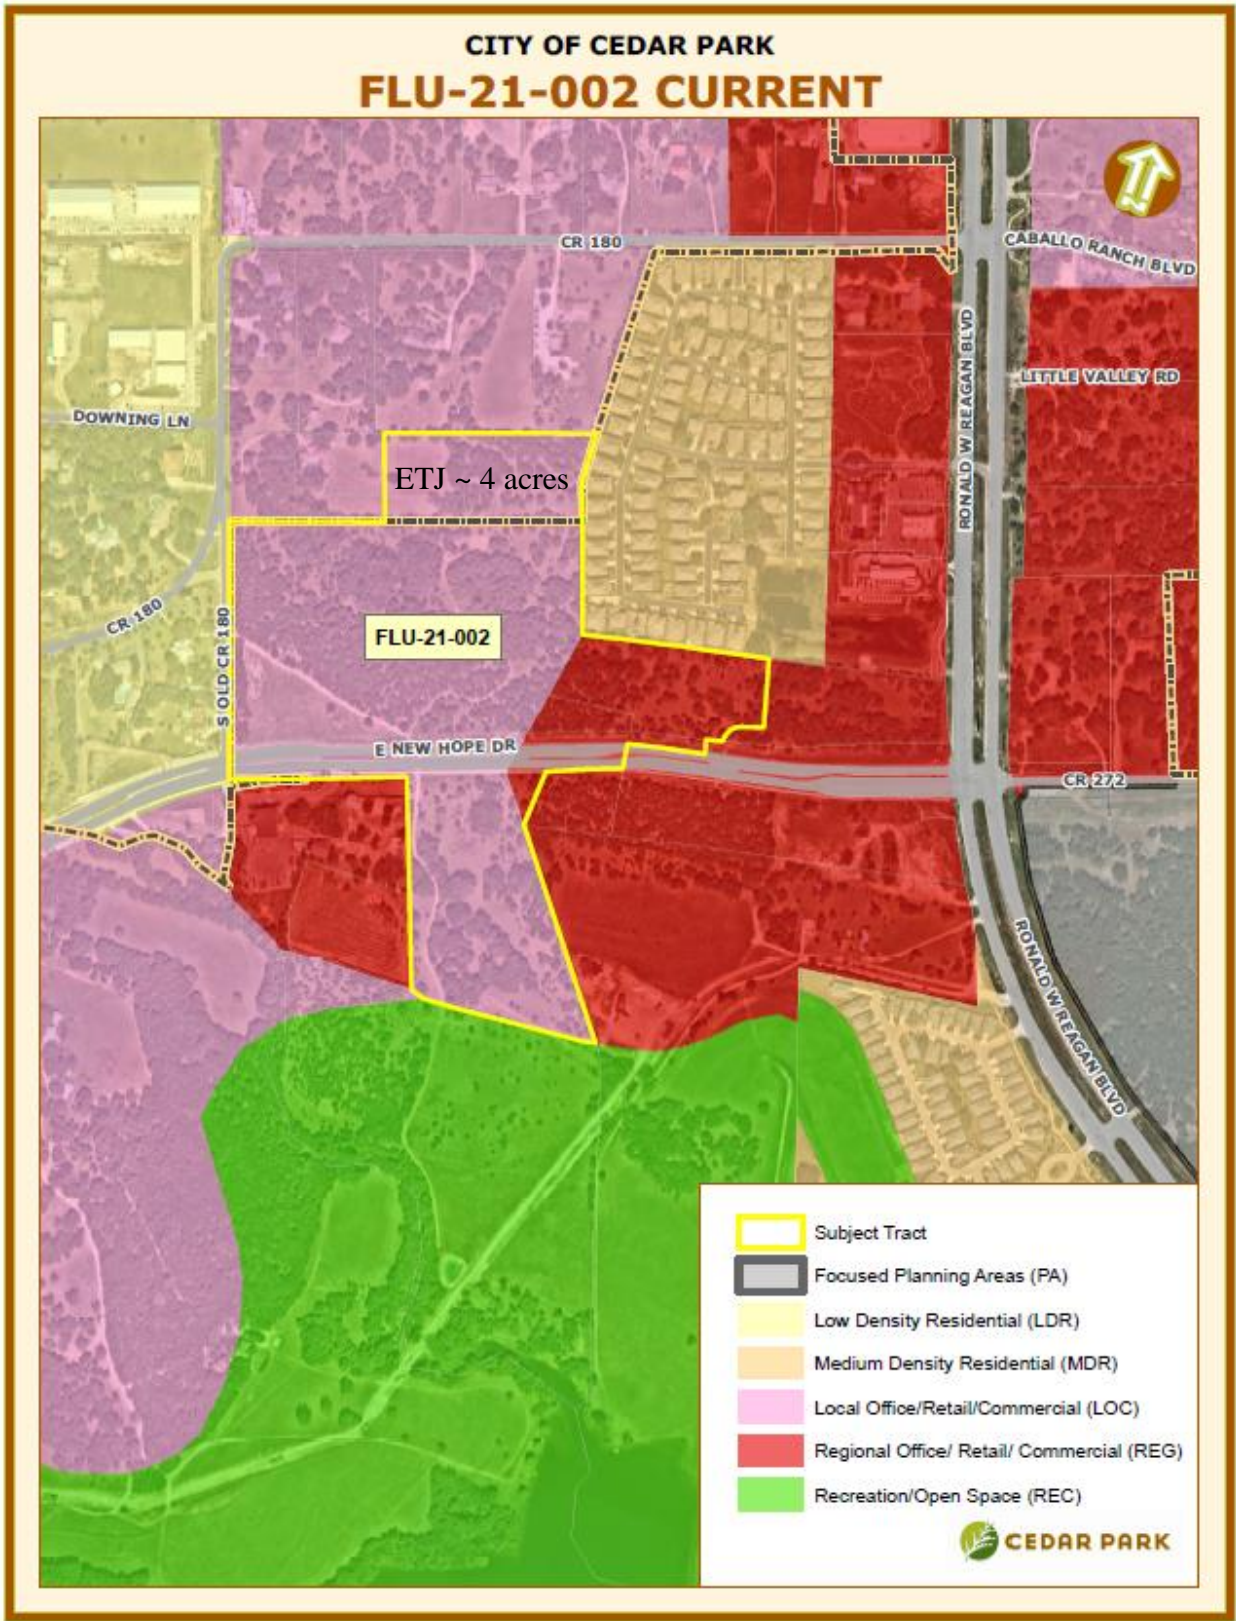 CITY OF CEDAR PARK
FLU-21-002 CURRENT
CR 180
CABALLO RANCH BLVD
RONALD W REAGAN BLVD
LITTLE VALLEY RD
DOWNING LN
ETJ ~ 4 acres
CR 180
S OLD CR 180
FLU-21-002
E NEW HOPE DR
CR 272
RONALD W REAGAN BLVD
Subject Tract
Focused Planning Areas (PA)
Low Density Residential (LDR)
Medium Density Residential (MDR)
Local Office/Retail/Commercial (LOC)
Regional Office/ Retail/ Commercial (REG)
Recreation/Open Space (REC)
CEDAR PARK